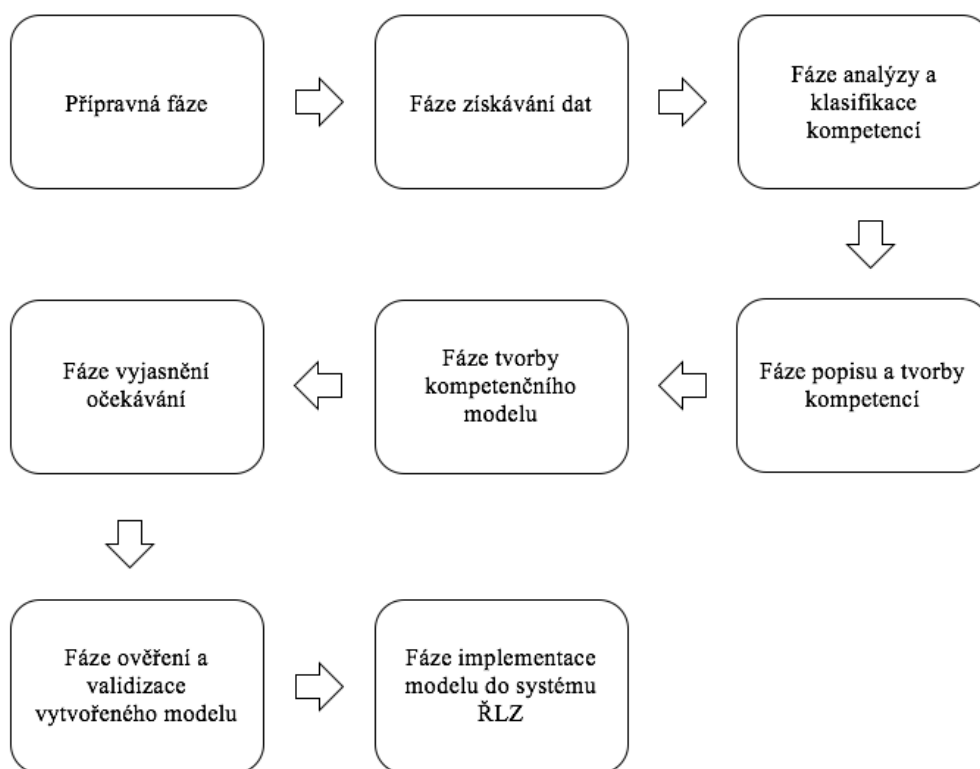 Přípravná fáze
Fáze získávání dat
Fáze analýzy a
klasifikace
kompetencí
Fáze popisu a tvorby
kompetencí
Fáze tvorby
kompetenčního
modelu
Fáze vyjasnění
očekávání
Fáze ověření a
validizace
vytvořeného modelu
Fáze implementace
modelu do systému
ŘLZ